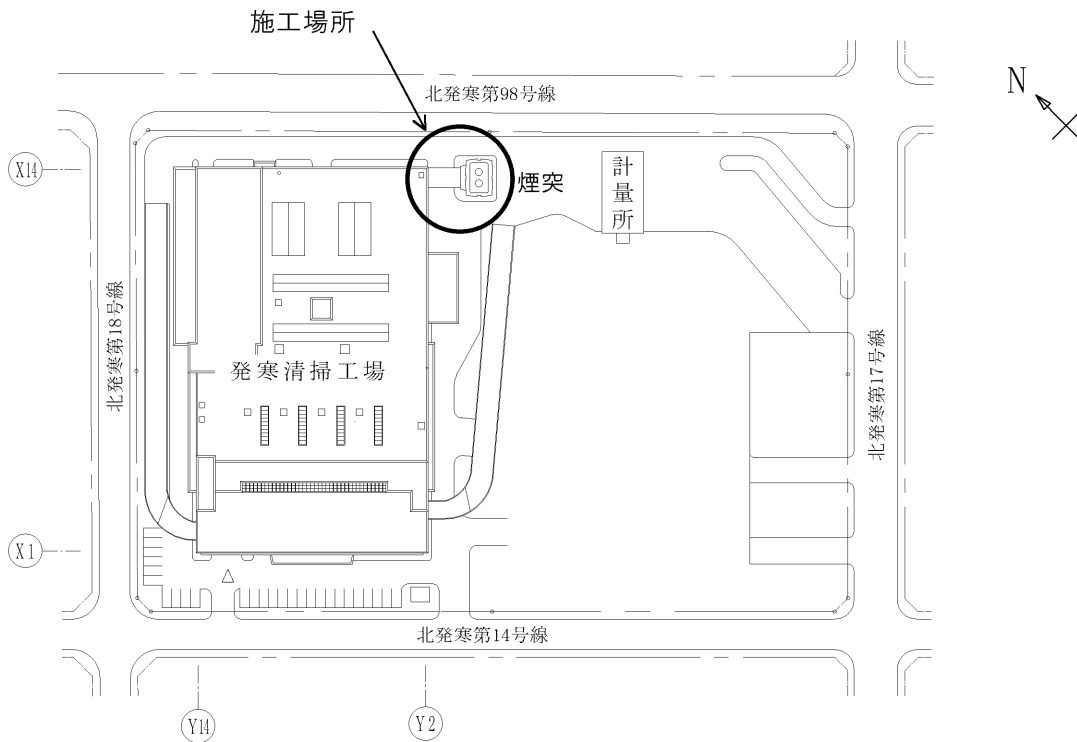 施工場所
北発寒第98号線
N
X14
煙突
計量所
北発寒第18号線
発寒清掃工場
北発寒第17号線
X1
北発寒第14号線
Y14
Y2